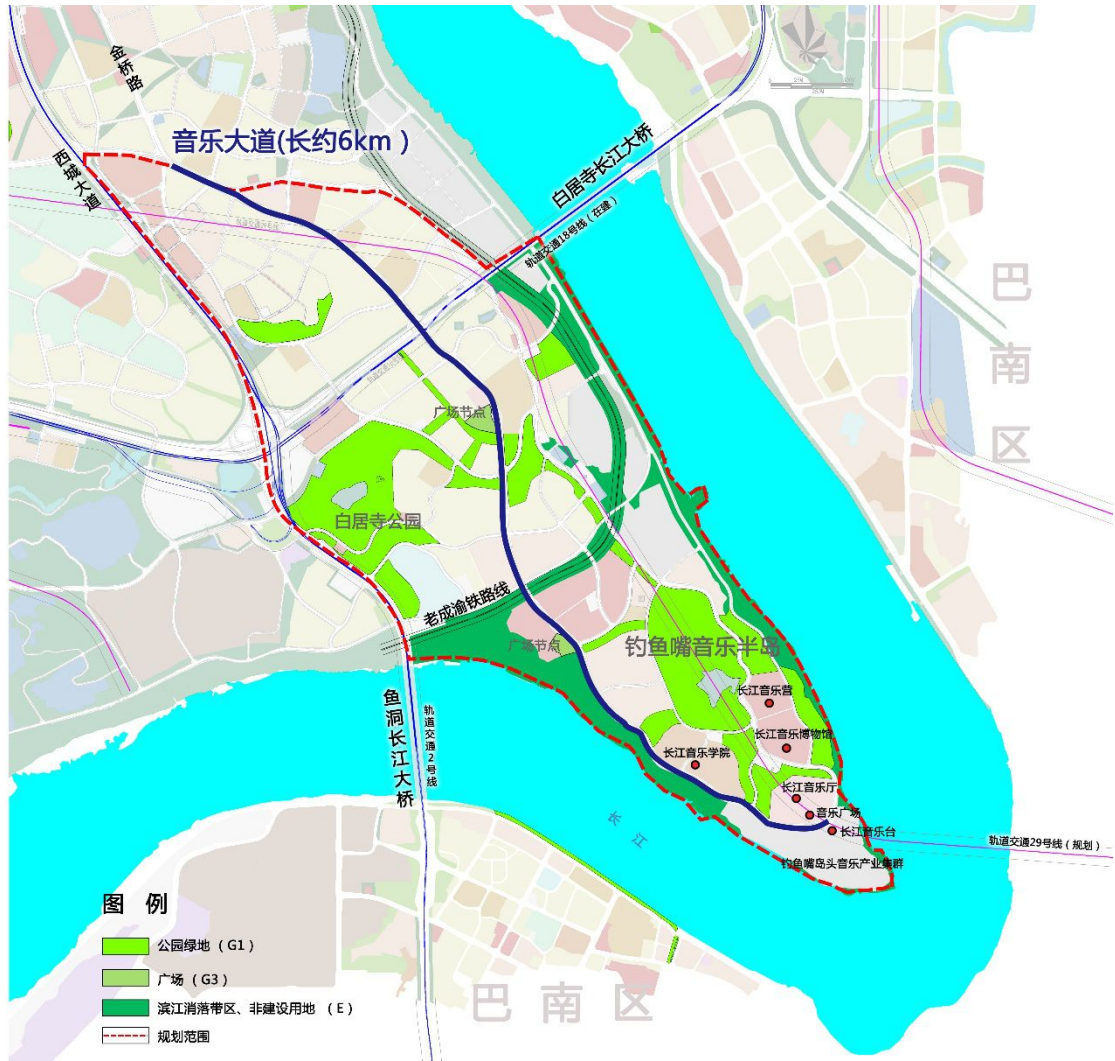 金桥路
音乐大道(长约6km)
西城大道
白居寺长江大桥
轨道交通18号线（在建）
巴南区
广场节点
白居寺公园
老成渝铁路线
广场节点
钓鱼嘴音乐半岛
长江音乐营
长江音乐博物馆
长江音乐学院
长江音乐厅
音乐广场
长江音乐台
钓鱼嘴岛头音乐产业集群
轨道交通29号线（规划）
鱼洞长江大桥
轨道交通2号线
长江
图 例
公园绿地（G1）
广场（G3）
滨江消落带区、非建设用地（E）
规划范围
巴南区